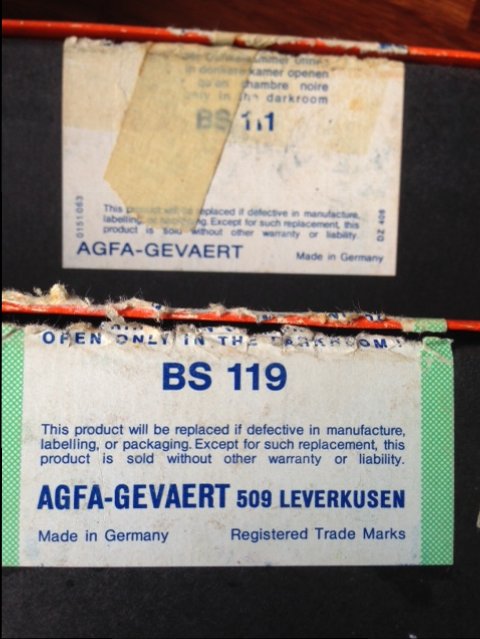 in donkere kamer openen
chambre noire
in darkroom
BS 111
This product will be replaced if defective in manufacture,
labelling, or packaging. Except for such replacement, this
product is sold without other warranty or liability.
AGFA-GEVAERT
Made in Germany
0151063
DZ 406
OPEN ONLY IN THE DARKROOM!
BS 119
This product will be replaced if defective in manufacture,
labelling, or packaging. Except for such replacement, this
product is sold without other warranty or liability.
AGFA-GEVAERT 509 LEVERKUSEN
Made in Germany Registered Trade Marks